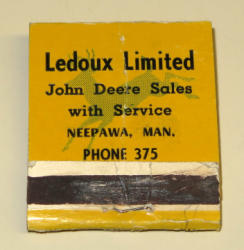 Ledoux Limited
John Deere Sales
with Service
NEEPAWA, MAN.
PHONE 375